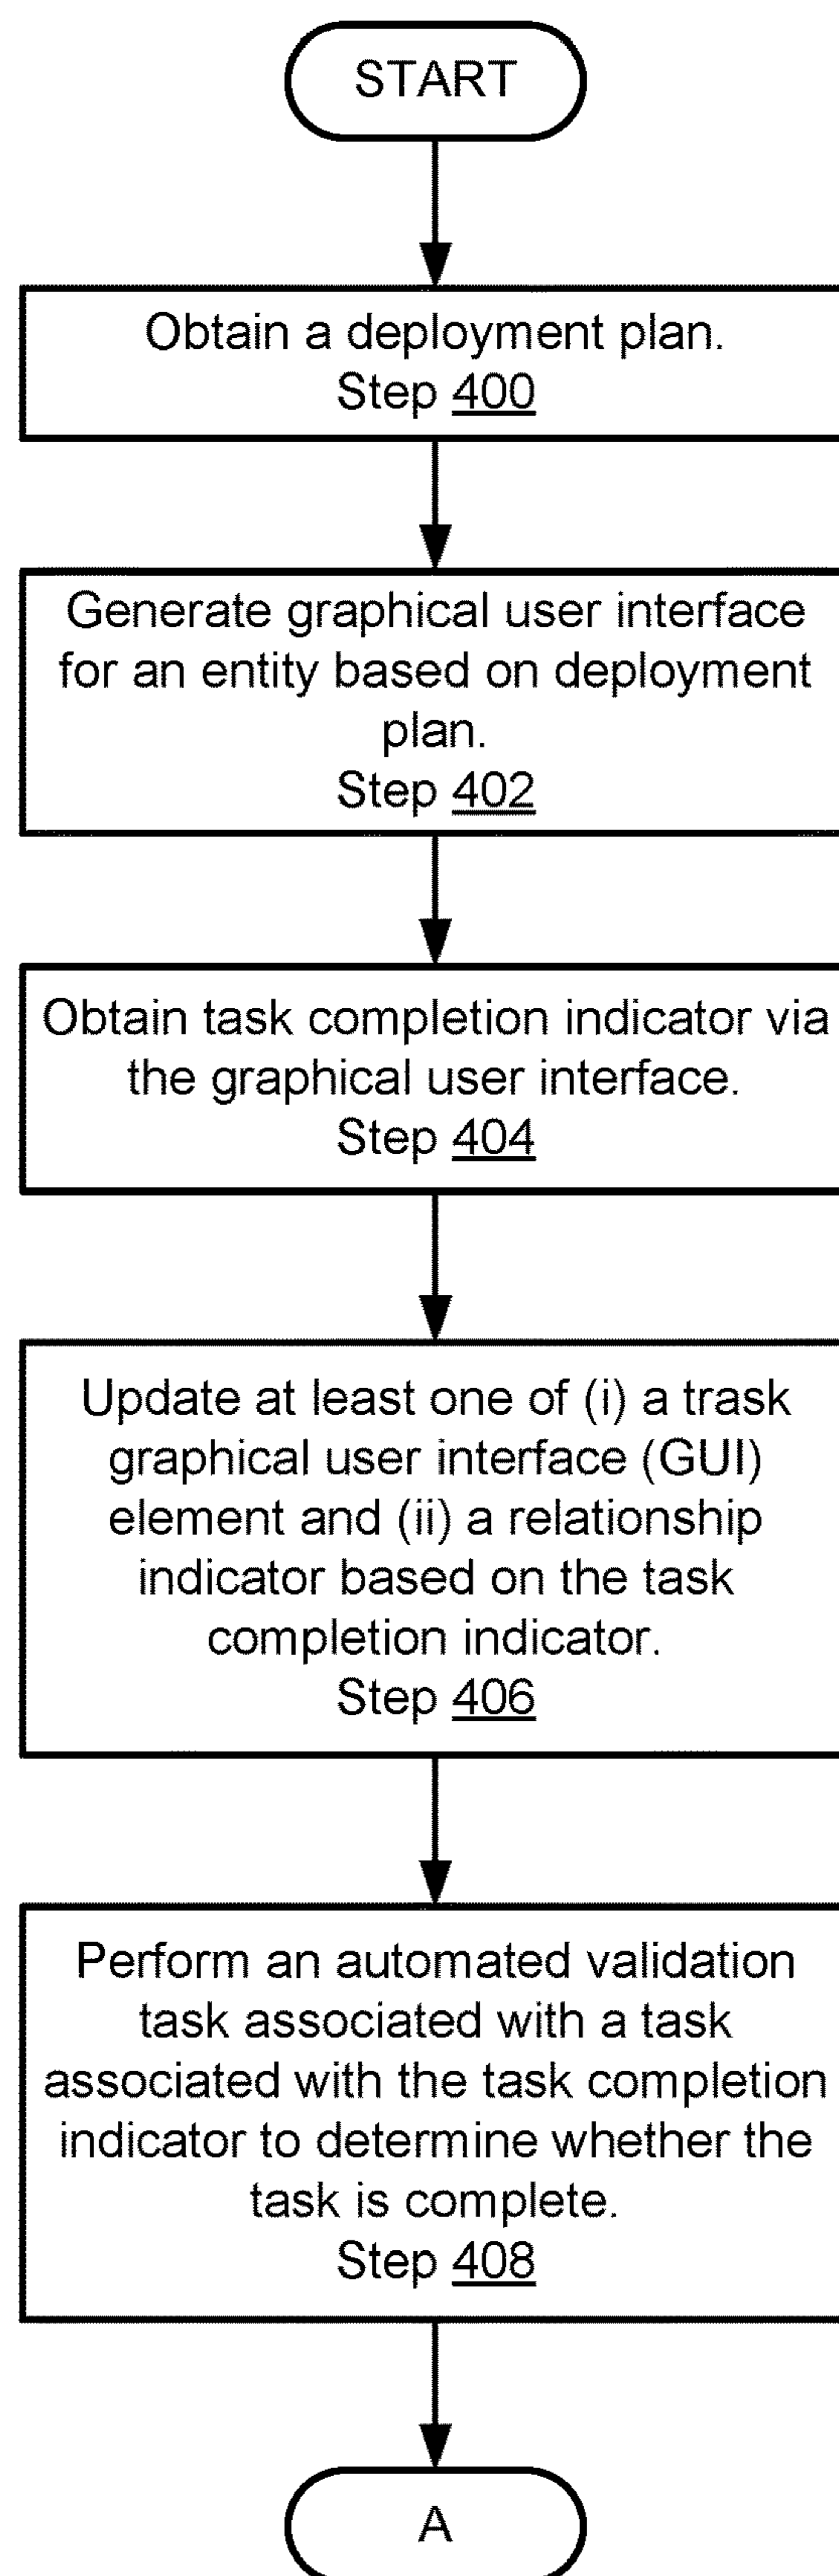 START
Obtain a deployment plan.
Step 400
Generate graphical user interface
for an entity based on deployment
plan.
Step 402
Obtain task completion indicator via
the graphical user interface.
Step 404
Update at least one of (i) a trask
graphical user interface (GUI)
element and (ii) a relationship
indicator based on the task
completion indicator.
Step 406
Perform an automated validation
task associated with a task
associated with the task completion
indicator to determine whether the
task is complete.
Step 408
A